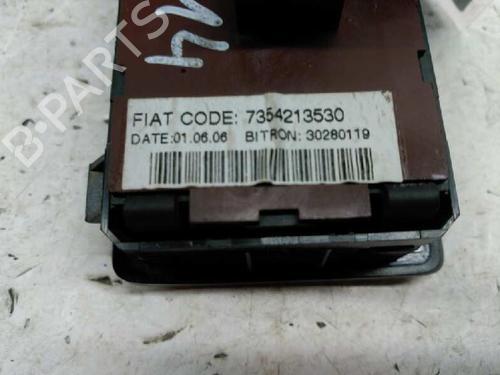 B-PARTS
FIAT CODE: 7354213530
DATE:01.06.06 BITRON: 30280119